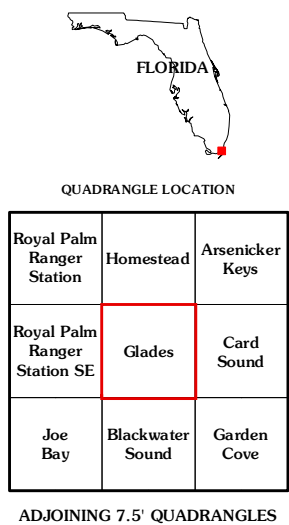 FLORIDA
QUADRANGLE LOCATION
Royal Palm
Ranger
Station
Homestead
Arsenicker
Keys
Royal Palm
Ranger
Station SE
Glades
Card
Sound
Joe
Bay
Blackwater
Sound
Garden
Cove
ADJOINING 7.5' QUADRANGLES